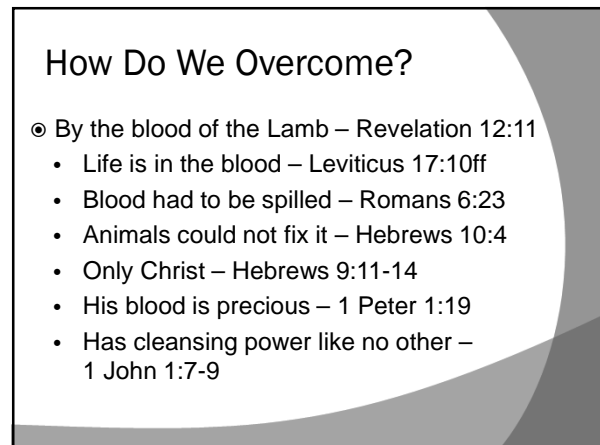 How Do We Overcome?
⦿ By the blood of the Lamb – Revelation 12:11
• Life is in the blood – Leviticus 17:10ff
• Blood had to be spilled – Romans 6:23
• Animals could not fix it – Hebrews 10:4
• Only Christ – Hebrews 9:11-14
• His blood is precious – 1 Peter 1:19
• Has cleansing power like no other –
1 John 1:7-9